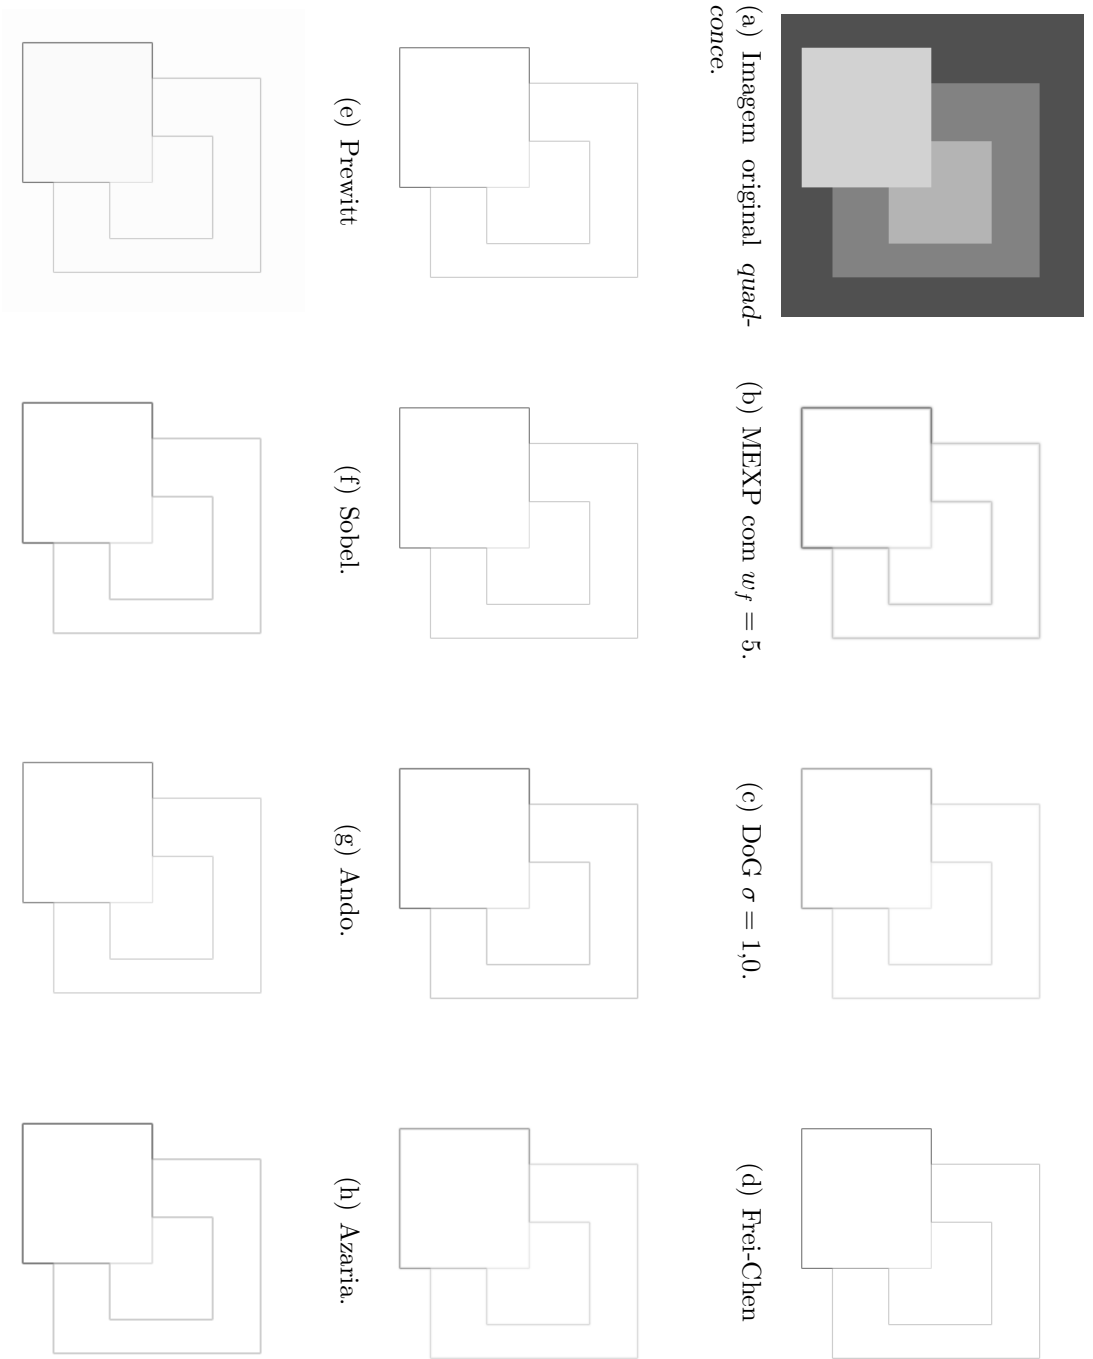 (a) Imagem original quad-
conce.
(b) MEXP com w_f = 5.
(c) DoG σ = 1,0.
(d) Frei-Chen
(e) Prewitt
(f) Sobel.
(g) Ando.
(h) Azaria.